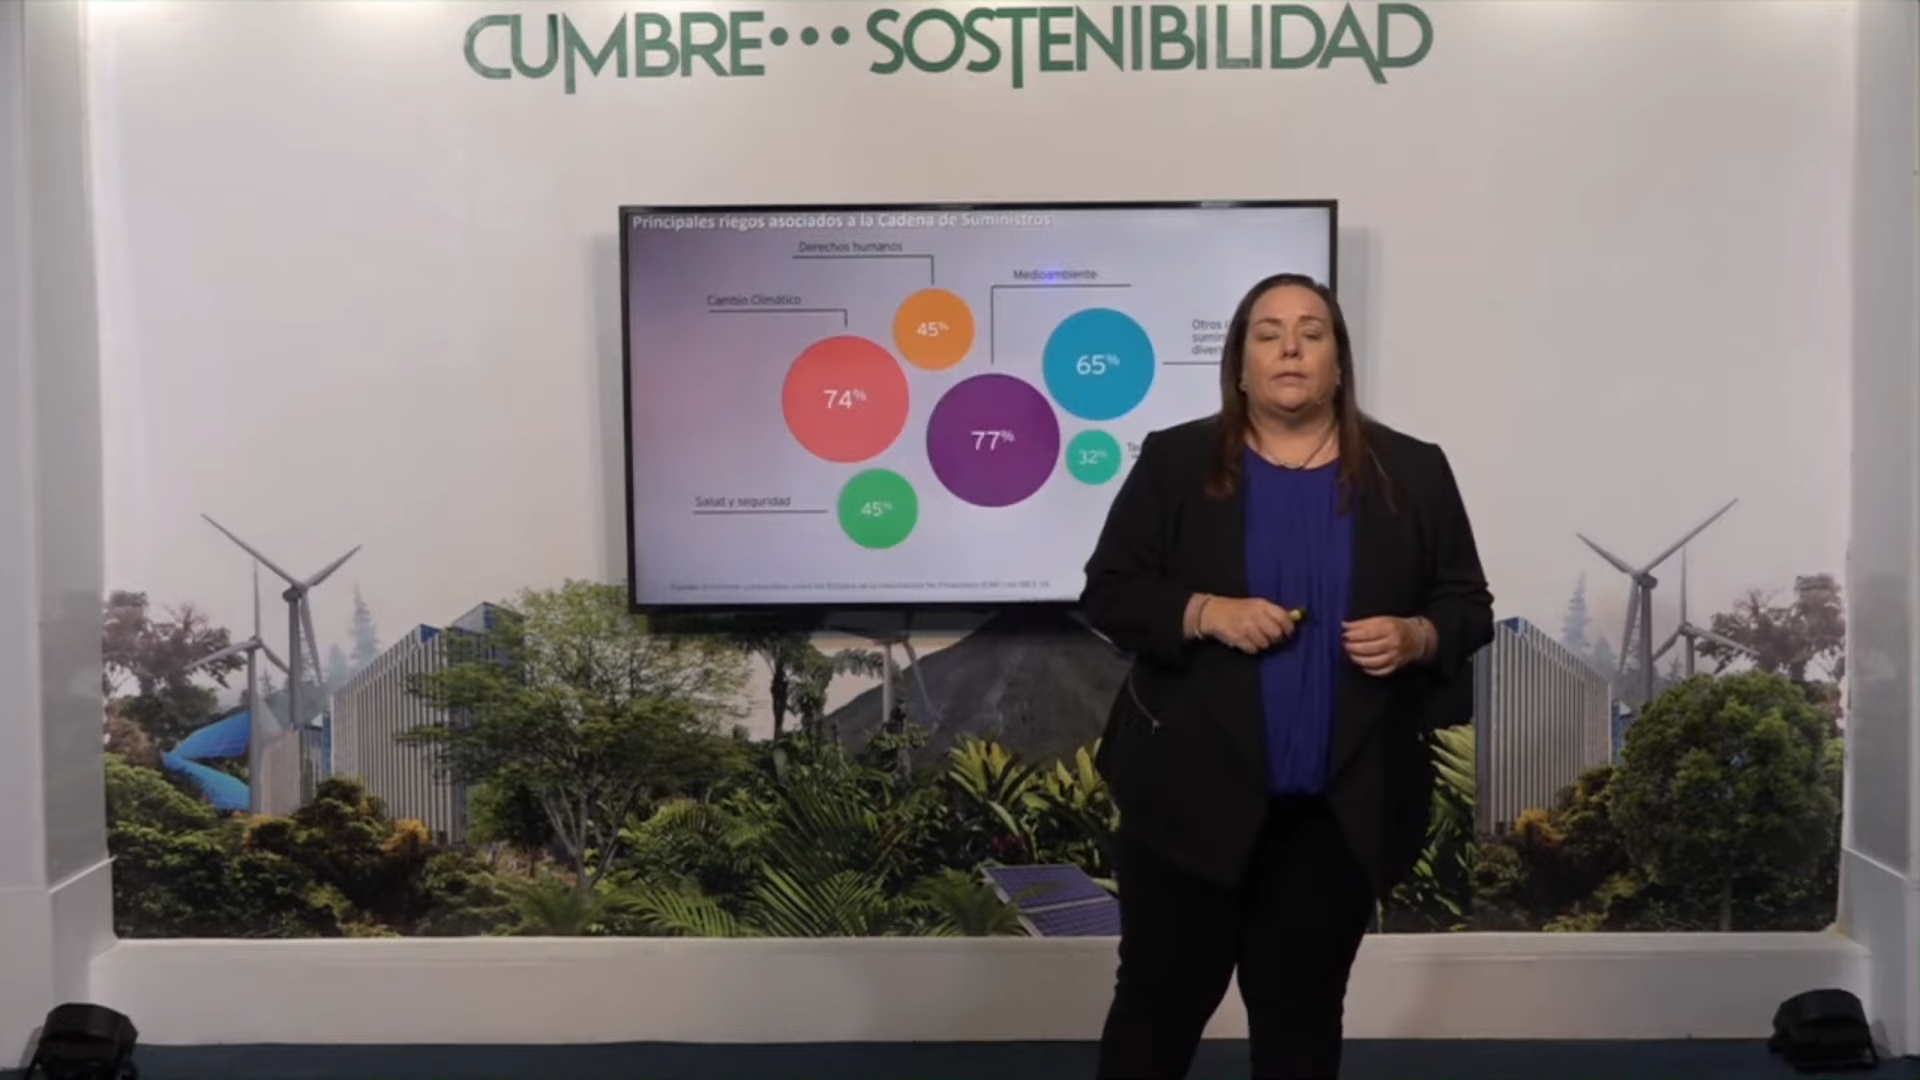 CUMBRE••• SOSTENIBILIDAD
Principales riegos asociados a la Cadena de Suministros
Derechos humanos
Medioambiente
Cambio Climático
45%
Otros
65%
74%
77%
32%
Salud y seguridad
45%